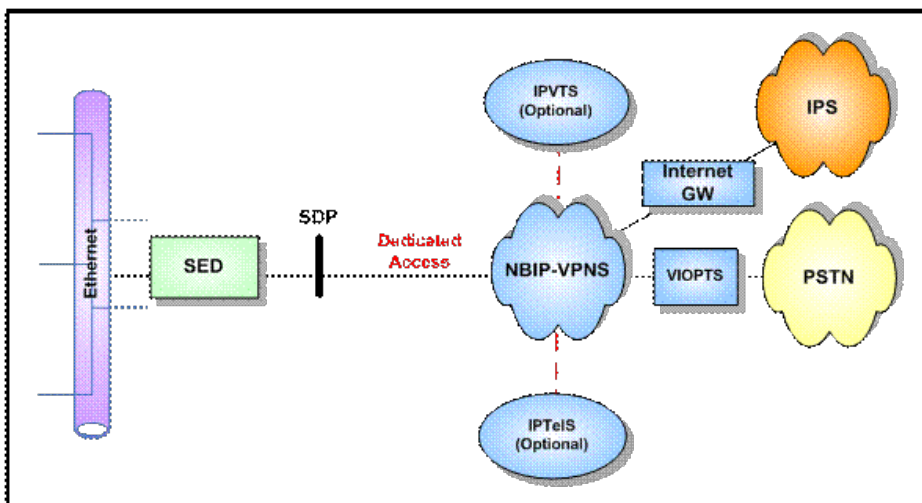 IPVTS
(Optional)
IPS
Internet
GW
SDP
Ethernet
SED
Dedicated
Access
NBIP-VPNS
VIOPTS
PSTN
IPTelS
(Optional)